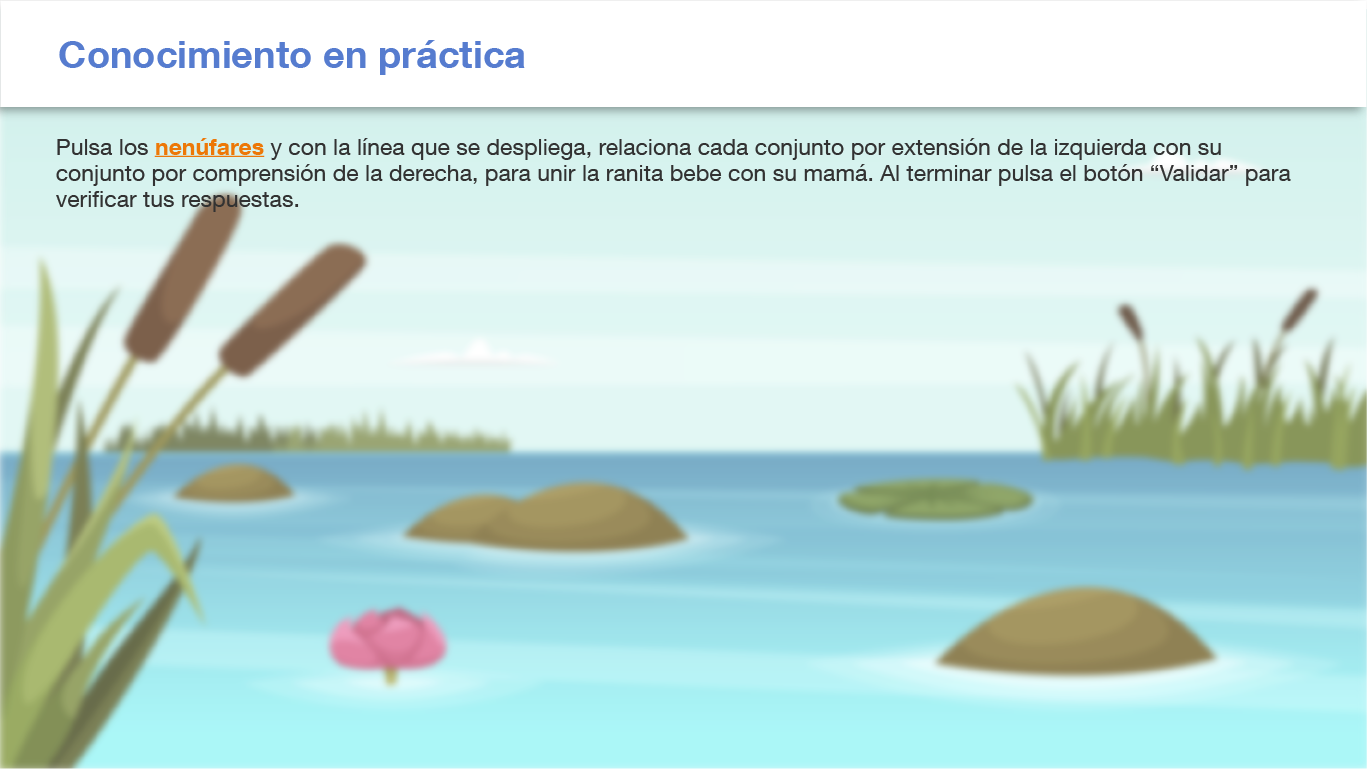 Conocimiento en práctica
Pulsa los nenúfares y con la línea que se despliega, relaciona cada conjunto por extensión de la izquierda con su
conjunto por comprensión de la derecha, para unir la ranita bebe con su mamá. Al terminar pulsa el botón “Validar” para
verificar tus respuestas.